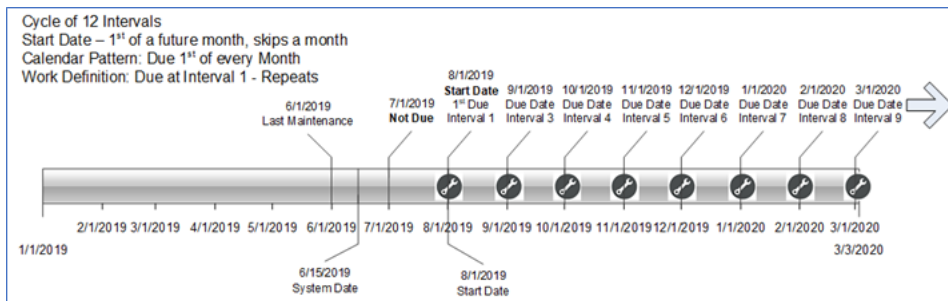 Cycle of 12 Intervals
Start Date – 1st of a future month, skips a month
Calendar Pattern: Due 1st of every Month
Work Definition: Due at Interval 1 - Repeats
6/1/2019
Last Maintenance
7/1/2019
Not Due
8/1/2019
Start Date
1st Due
Interval 1
9/1/2019
Due Date
Interval 3
10/1/2019
Due Date
Interval 4
11/1/2019
Due Date
Interval 5
12/1/2019
Due Date
Interval 6
1/1/2020
Due Date
Interval 7
2/1/2020
Due Date
Interval 8
3/1/2020
Due Date
Interval 9
2/1/2019 3/1/2019 4/1/2019 5/1/2019 6/1/2019 7/1/2019 8/1/2019 9/1/2019 10/1/2019 11/1/2019 12/1/2019 1/1/2020 2/1/2020 3/1/2020
1/1/2019 3/3/2020
6/15/2019
System Date
8/1/2019
Start Date